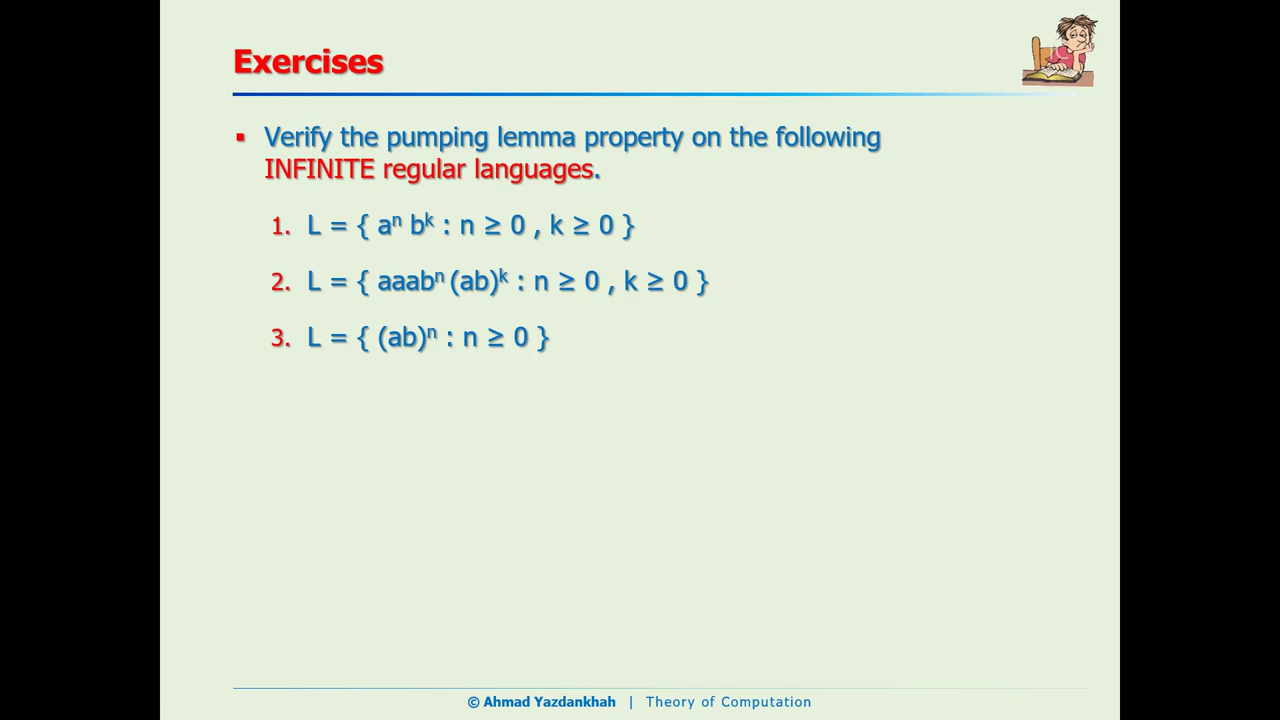 Exercises
▪ Verify the pumping lemma property on the following
INFINITE regular languages.
1. L = { aⁿ bᵏ : n ≥ 0 , k ≥ 0 }
2. L = { aaabⁿ (ab)ᵏ : n ≥ 0 , k ≥ 0 }
3. L = { (ab)ⁿ : n ≥ 0 }
© Ahmad Yazdankhah | Theory of Computation